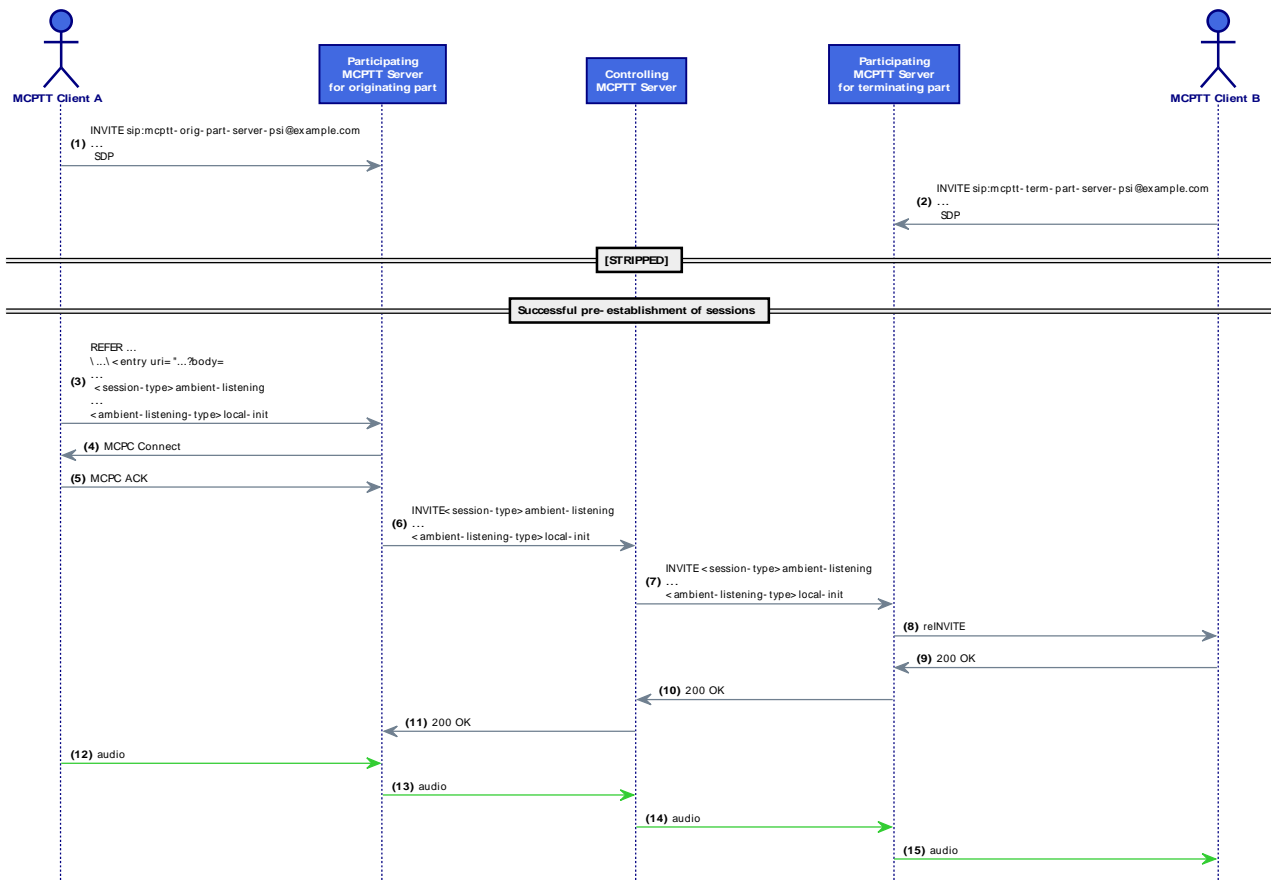 MCPTT Client A
Participating
MCPTT Server
for originating part
Controlling
MCPTT Server
Participating
MCPTT Server
for terminating part
MCPTT Client B
INVITE sip:mcptt-orig-part-server-psi@example.com
(1) ...
SDP
INVITE sip:mcptt-term-part-server-psi@example.com
(2) ...
SDP
[STRIPPED]
Successful pre-establishment of sessions
REFER ...
\ ...\ <entry uri="...?body=
...
(3) <session-type>ambient-listening
...
<ambient-listening-type>local-init
(4) MCPC Connect
(5) MCPC ACK
INVITE<session-type>ambient-listening
(6) ...
<ambient-listening-type>local-init
INVITE <session-type>ambient-listening
(7) ...
<ambient-listening-type>local-init
(8) reINVITE
(9) 200 OK
(10) 200 OK
(11) 200 OK
(12) audio
(13) audio
(14) audio
(15) audio